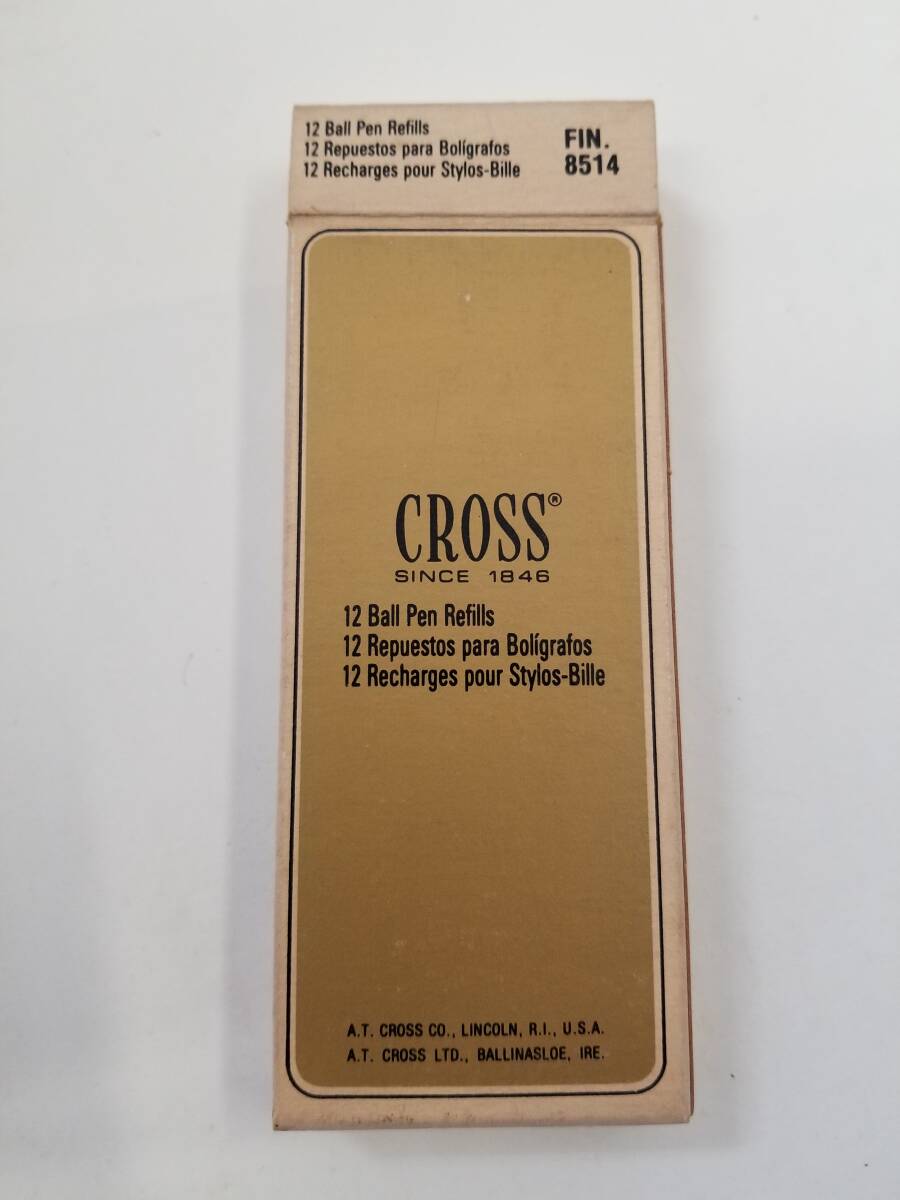 12 Ball Pen Refills
12 Repuestos para Bolígrafos
12 Recharges pour Stylos-Bille
FIN.
8514
CROSS®
SINCE 1846
12 Ball Pen Refills
12 Repuestos para Bolígrafos
12 Recharges pour Stylos-Bille
A.T. CROSS CO., LINCOLN, R.I., U.S.A.
A.T. CROSS LTD., BALLINASLOE, IRE.